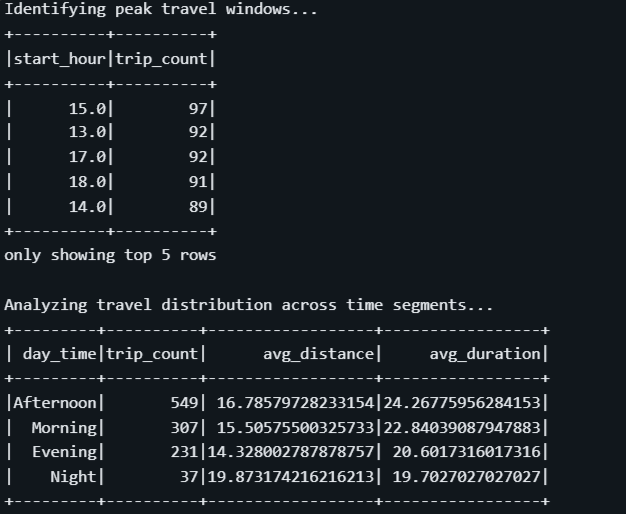 Identifying peak travel windows...
+----------+----------+
|start_hour|trip_count|
+----------+----------+
|      15.0|        97|
|      13.0|        92|
|      17.0|        92|
|      18.0|        91|
|      14.0|        89|
+----------+----------+
only showing top 5 rows

Analyzing travel distribution across time segments...
+---------+----------+------------------+-----------------+
| day_time|trip_count|      avg_distance|     avg_duration|
+---------+----------+------------------+-----------------+
|Afternoon|       549| 16.78579728233154|24.26775956284153|
|  Morning|       307| 15.50575500325733|22.84039087947883|
|  Evening|       231|14.328002787878757| 20.6017316017316|
|    Night|        37|19.873174216216213| 19.7027027027027|
+---------+----------+------------------+-----------------+